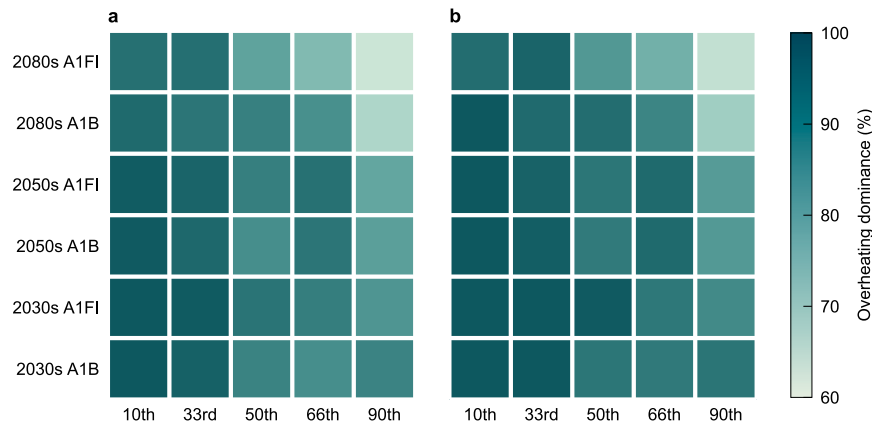 a
b
2080s A1FI
2080s A1B
2050s A1FI
2050s A1B
2030s A1FI
2030s A1B
10th 33rd 50th 66th 90th
10th 33rd 50th 66th 90th
100
90
80
70
60
Overheating dominance (%)